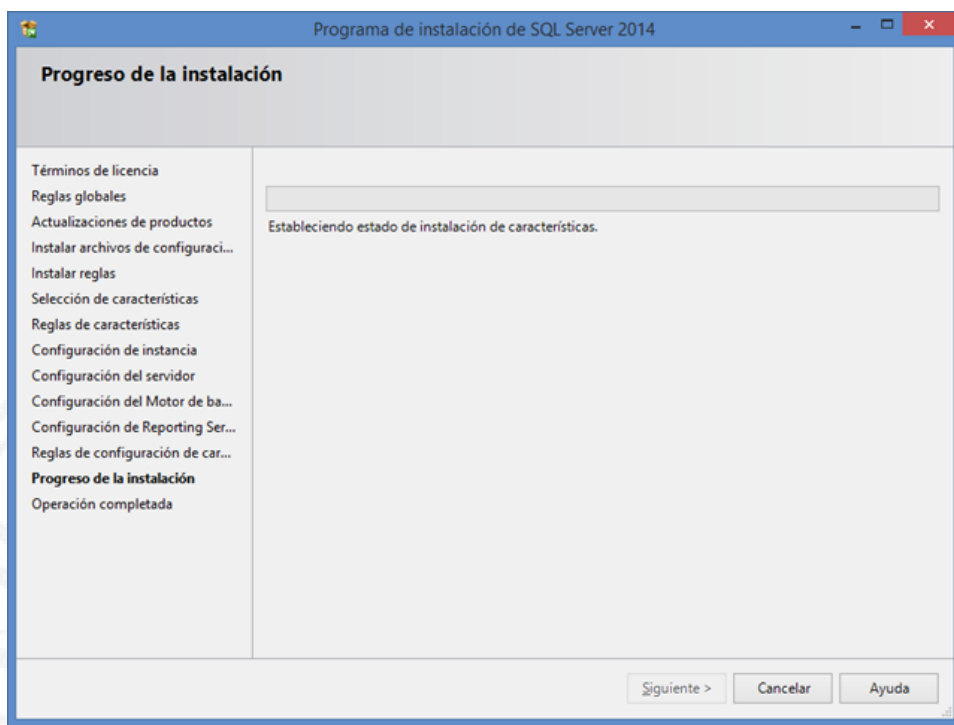 Programa de instalación de SQL Server 2014
Progreso de la instalación
Términos de licencia
Reglas globales
Actualizaciones de productos
Instalar archivos de configuraci...
Instalar reglas
Selección de características
Reglas de características
Configuración de instancia
Configuración del servidor
Configuración del Motor de ba...
Configuración de Reporting Ser...
Reglas de configuración de car...
Progreso de la instalación
Operación completada
Estableciendo estado de instalación de características.
Siguiente >
Cancelar
Ayuda